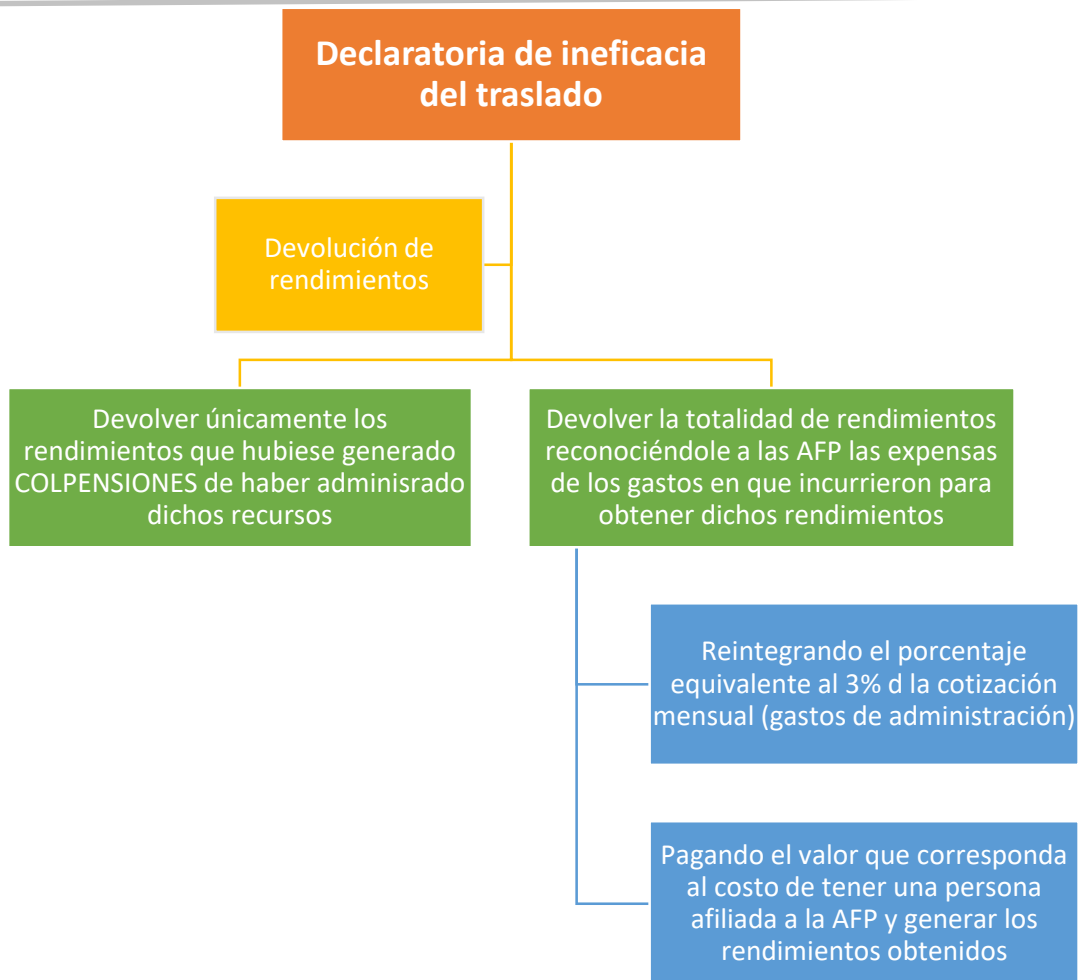 Declaratoria de ineficacia
del traslado
Devolución de
rendimientos
Devolver únicamente los
rendimientos que hubiese generado
COLPENSIONES de haber adminisrado
dichos recursos
Devolver la totalidad de rendimientos
reconociéndole a las AFP las expensas
de los gastos en que incurrieron para
obtener dichos rendimientos
Reintegrando el porcentaje
equivalente al 3% d la cotización
mensual (gastos de administración)
Pagando el valor que corresponda
al costo de tener una persona
afiliada a la AFP y generar los
rendimientos obtenidos